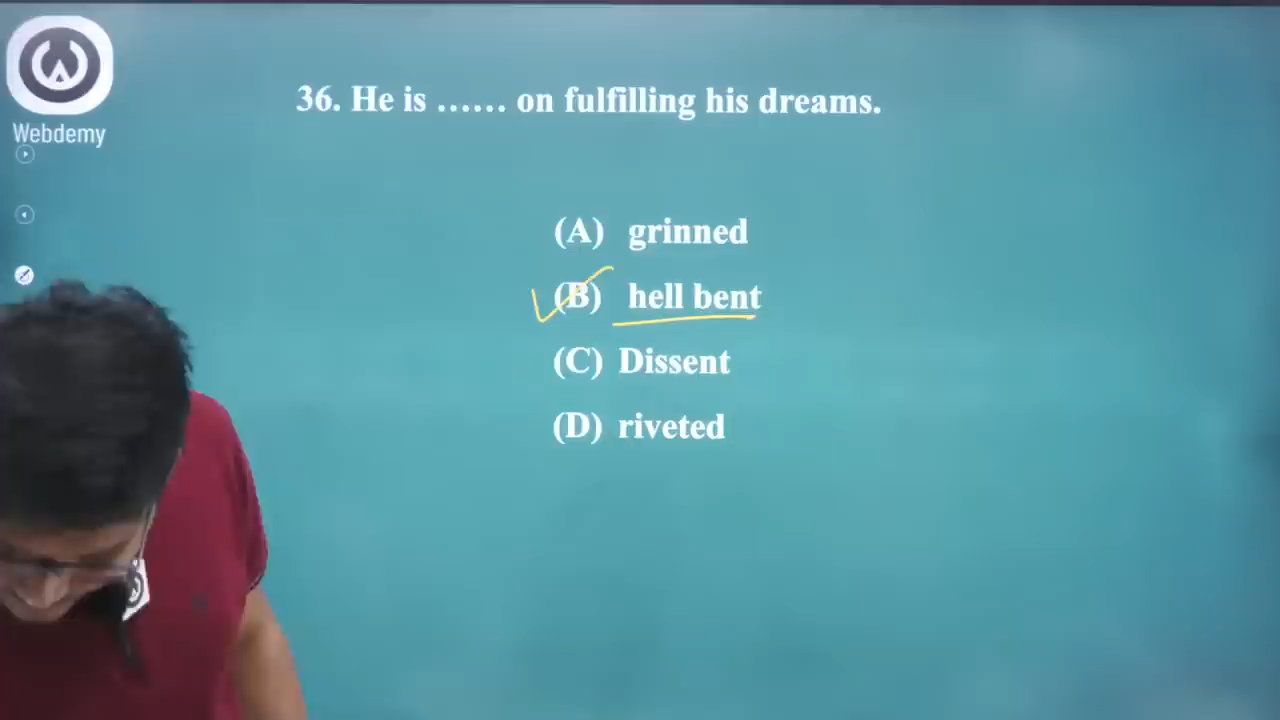 Webdemy
36. He is ...... on fulfilling his dreams.
(A) grinned
(B) hell bent
(C) Dissent
(D) riveted